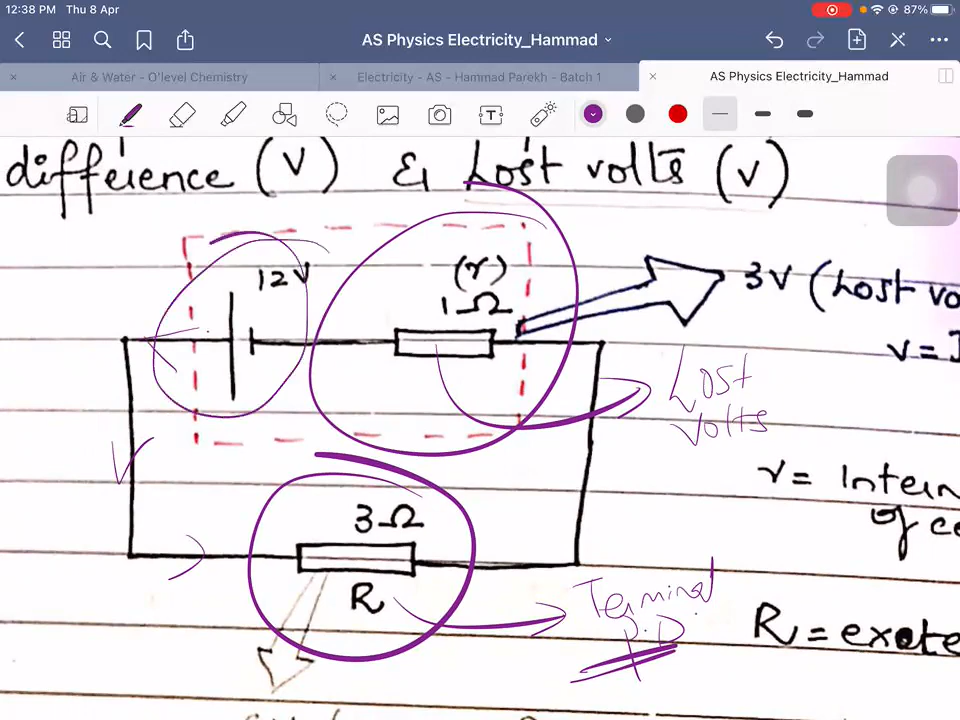 12:38 PM Thu 8 Apr
87%
AS Physics Electricity_Hammad
Air & Water - O'level Chemistry
Electricity - AS - Hammad Parekh - Batch 1
AS Physics Electricity_Hammad
difference (V) & Lost volts (V)
12V
(r)
1Ω
3V (Lost vo
v=
Lost
volts
r= Intern
of ce
3Ω
R
Terminal
P.D
R=exate